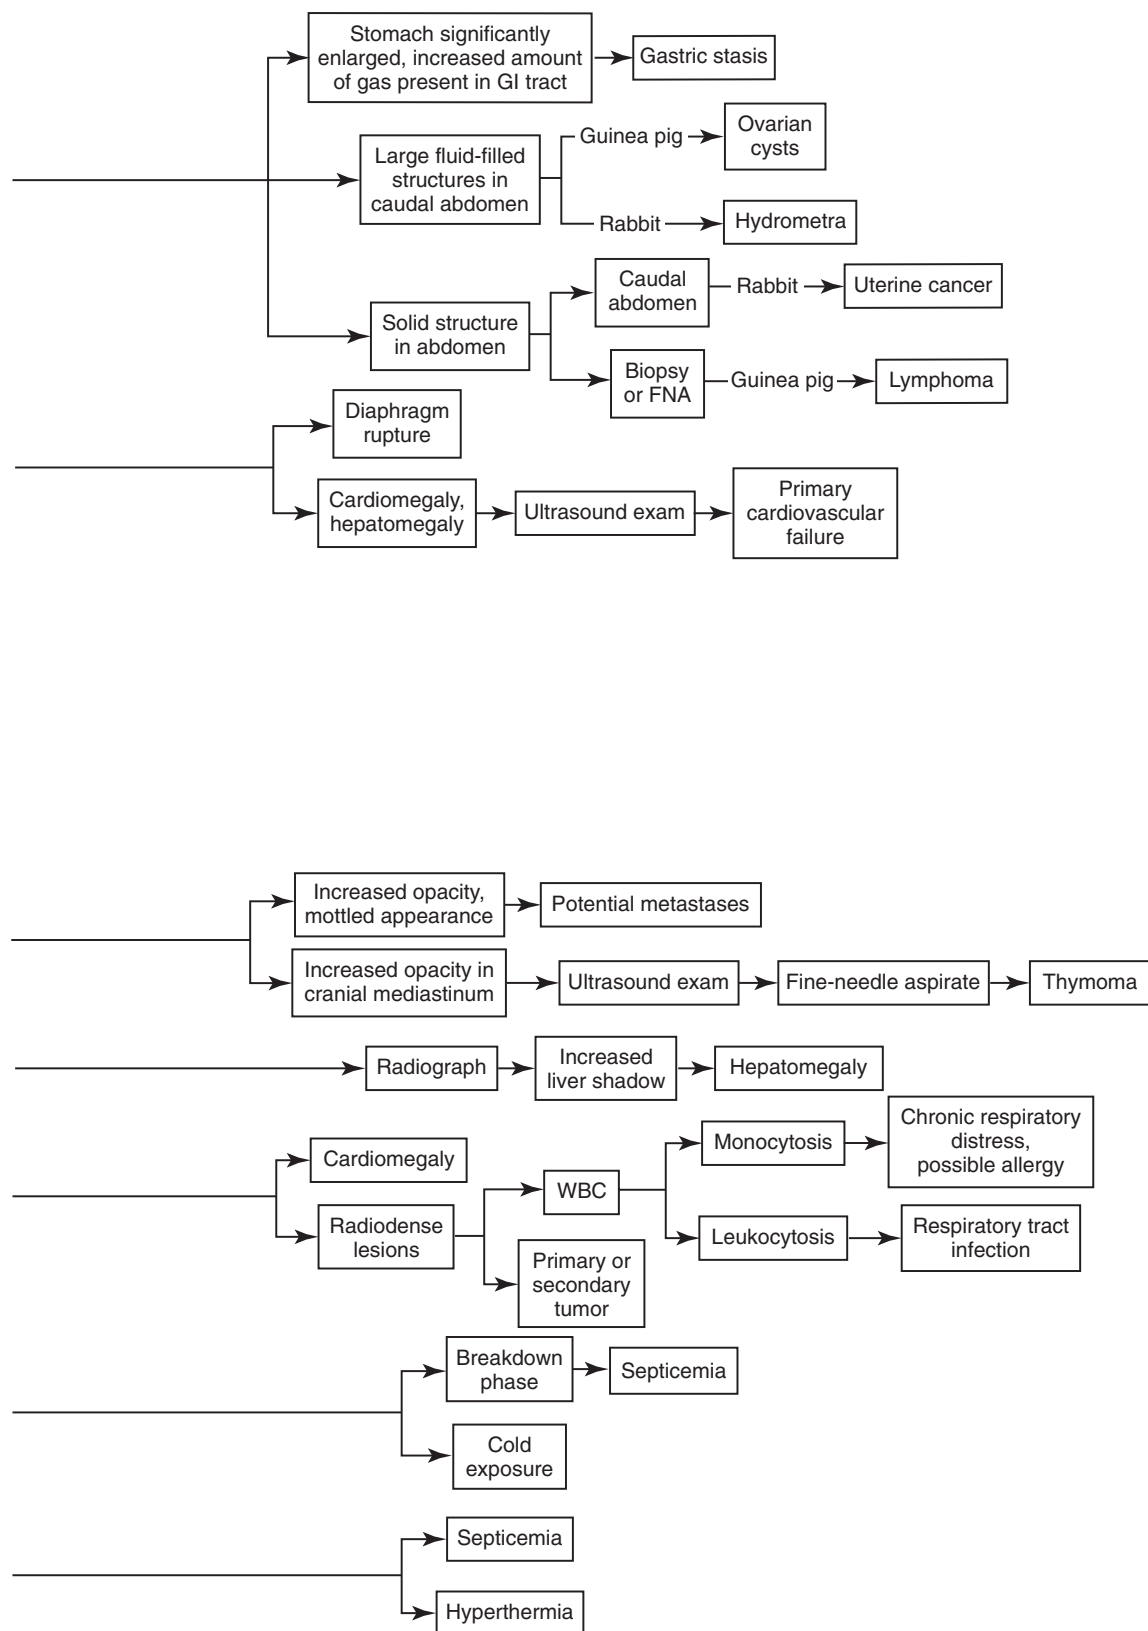 Stomach significantly
enlarged, increased amount
of gas present in GI tract
Gastric stasis
Large fluid-filled
structures in
caudal abdomen
Guinea pig
Ovarian
cysts
Rabbit
Hydrometra
Solid structure
in abdomen
Caudal
abdomen
Rabbit
Uterine cancer
Biopsy
or FNA
Guinea pig
Lymphoma
Diaphragm
rupture
Cardiomegaly,
hepatomegaly
Ultrasound exam
Primary
cardiovascular
failure
Increased opacity,
mottled appearance
Potential metastases
Increased opacity in
cranial mediastinum
Ultrasound exam
Fine-needle aspirate
Thymoma
Radiograph
Increased
liver shadow
Hepatomegaly
Cardiomegaly
Radiodense
lesions
WBC
Monocytosis
Chronic respiratory
distress,
possible allergy
Leukocytosis
Respiratory tract
infection
Primary or
secondary
tumor
Breakdown
phase
Septicemia
Cold
exposure
Septicemia
Hyperthermia